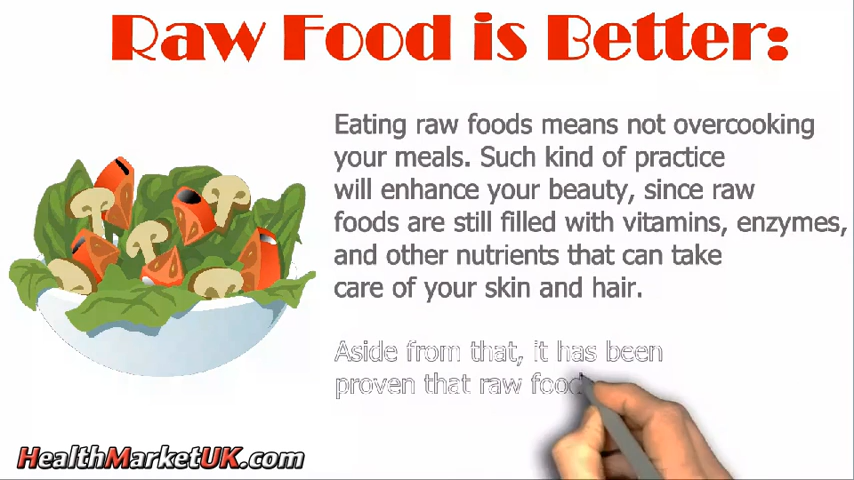 Raw Food is Better:
Eating raw foods means not overcooking
your meals. Such kind of practice
will enhance your beauty, since raw
foods are still filled with vitamins, enzymes,
and other nutrients that can take
care of your skin and hair.
Aside from that, it has been
proven that raw food
HealthMarketUK.com